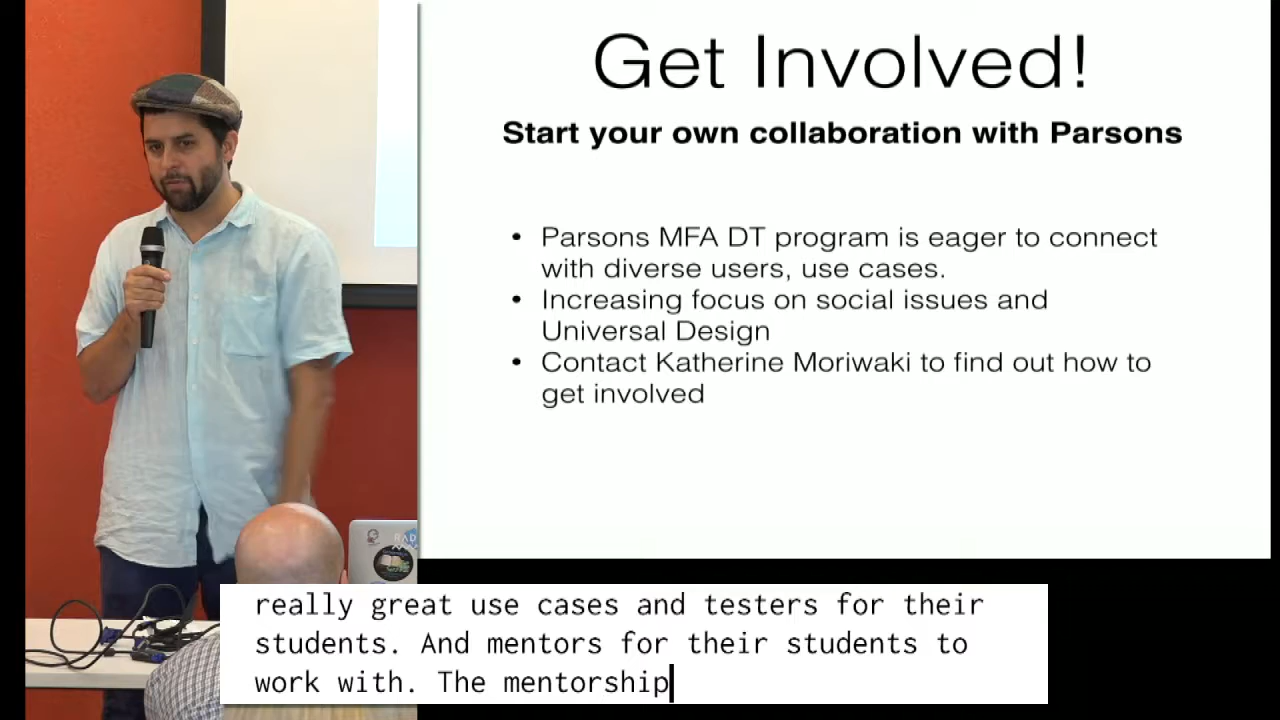 Get Involved!
Start your own collaboration with Parsons
• Parsons MFA DT program is eager to connect
with diverse users, use cases.
• Increasing focus on social issues and
Universal Design
• Contact Katherine Moriwaki to find out how to
get involved
RAD
really great use cases and testers for their
students. And mentors for their students to
work with. The mentorship